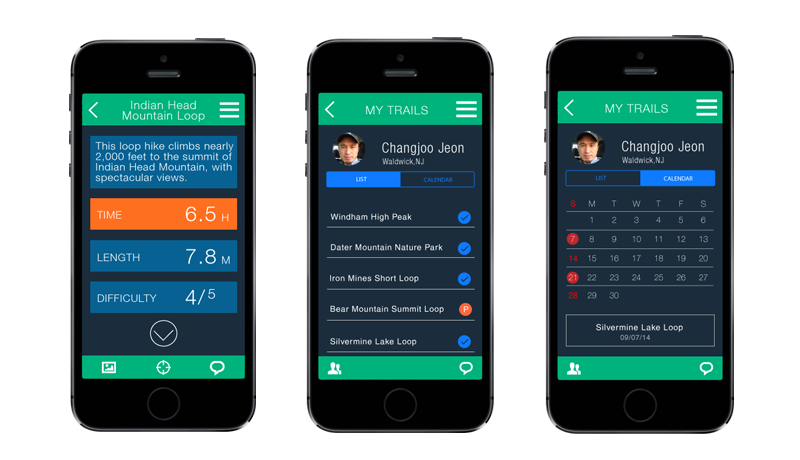 Indian Head
Mountain Loop
This loop hike climbs nearly
2,000 feet to the summit of
Indian Head Mountain, with
spectacular views.
TIME 6.5 H
LENGTH 7.8 M
DIFFICULTY 4/5
MY TRAILS
Changjoo Jeon
Waldwick,NJ
LIST CALENDAR
Windham High Peak
Dater Mountain Nature Park
Iron Mines Short Loop
Bear Mountain Summit Loop P
Silvermine Lake Loop
MY TRAILS
Changjoo Jeon
Waldwick,NJ
LIST CALENDAR
S M T W T F S
1 2 3 4 5 6
7 8 9 10 11 12 13
14 15 16 17 18 19 20
21 22 23 24 25 26 27
28 29 30
Silvermine Lake Loop
09/07/14